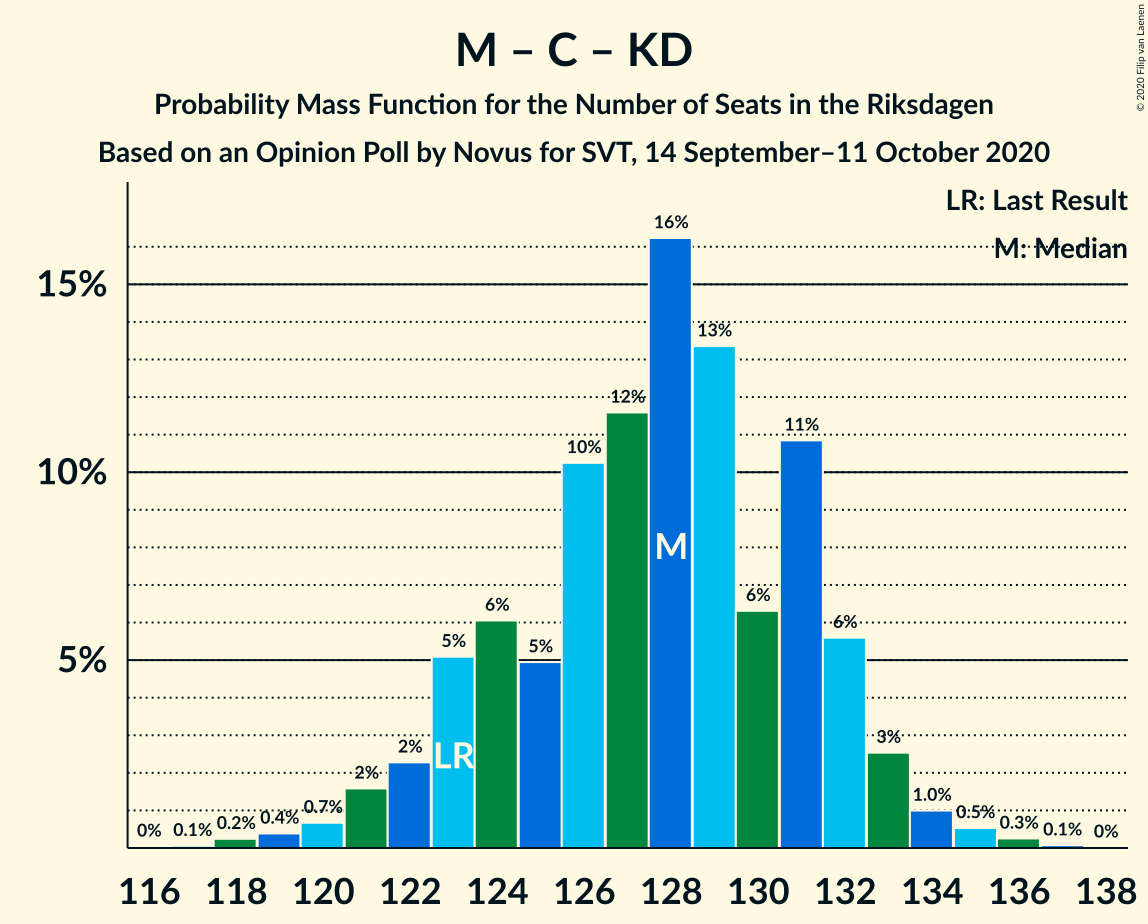 M – C – KD
Probability Mass Function for the Number of Seats in the Riksdagen
Based on an Opinion Poll by Novus for SVT, 14 September–11 October 2020
© 2020 Filip van Laenen
LR: Last Result
M: Median
15%
10%
5%
0%
0.1%
0.2%
0.4%
0.7%
2%
2%
5%
6%
5%
10%
12%
16%
13%
6%
11%
6%
3%
1.0%
0.5%
0.3%
0.1%
0%
LR
M
116 118 120 122 124 126 128 130 132 134 136 138